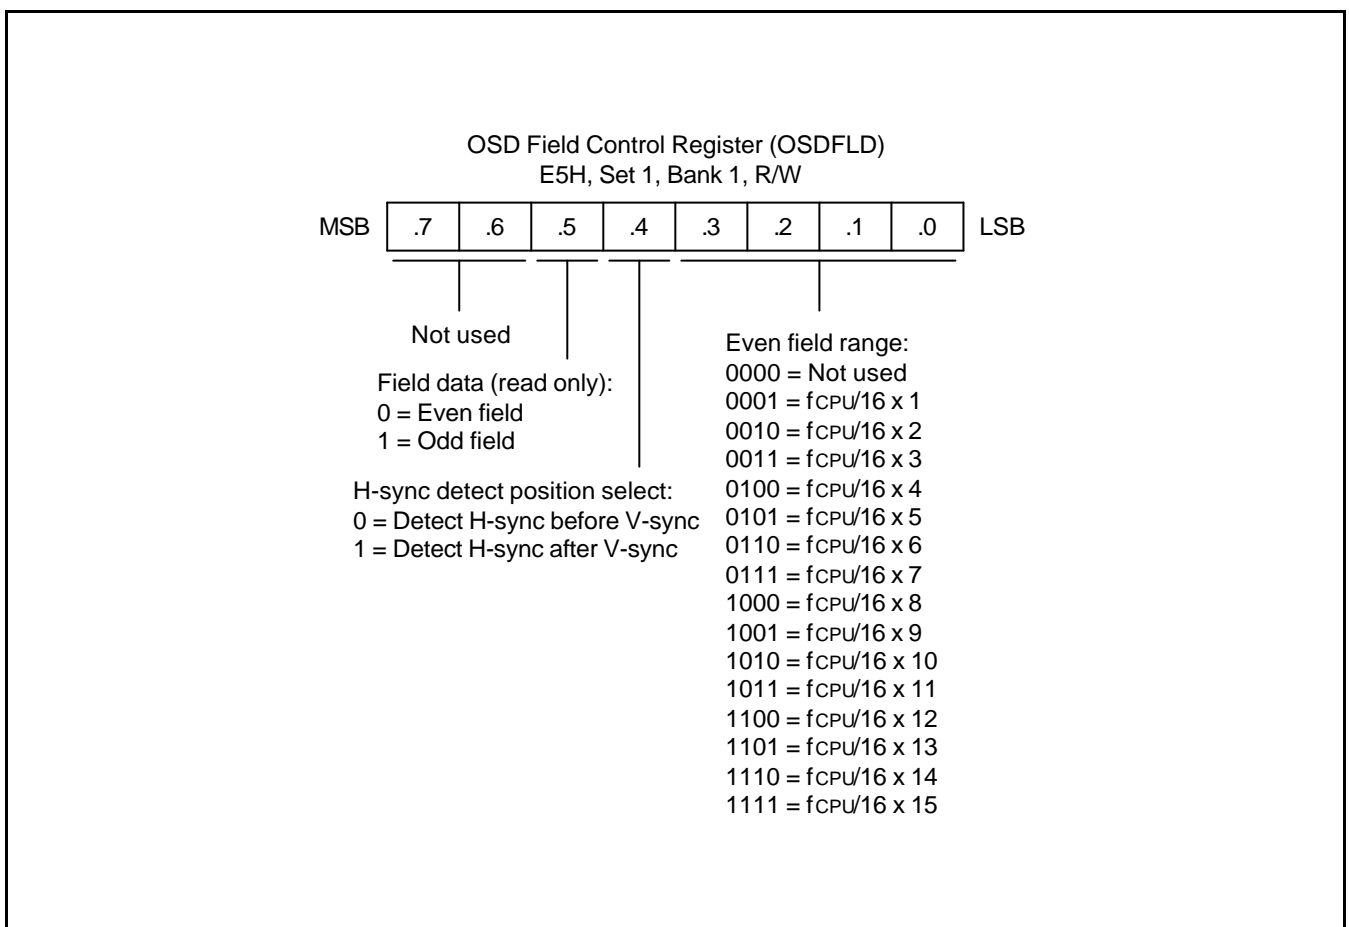 OSD Field Control Register (OSDFLD)
E5H, Set 1, Bank 1, R/W
MSB .7 .6 .5 .4 .3 .2 .1 .0 LSB
Not used
Field data (read only):
0 = Even field
1 = Odd field
H-sync detect position select:
0 = Detect H-sync before V-sync
1 = Detect H-sync after V-sync
Even field range:
0000 = Not used
0001 = fCPU/16 x 1
0010 = fCPU/16 x 2
0011 = fCPU/16 x 3
0100 = fCPU/16 x 4
0101 = fCPU/16 x 5
0110 = fCPU/16 x 6
0111 = fCPU/16 x 7
1000 = fCPU/16 x 8
1001 = fCPU/16 x 9
1010 = fCPU/16 x 10
1011 = fCPU/16 x 11
1100 = fCPU/16 x 12
1101 = fCPU/16 x 13
1110 = fCPU/16 x 14
1111 = fCPU/16 x 15